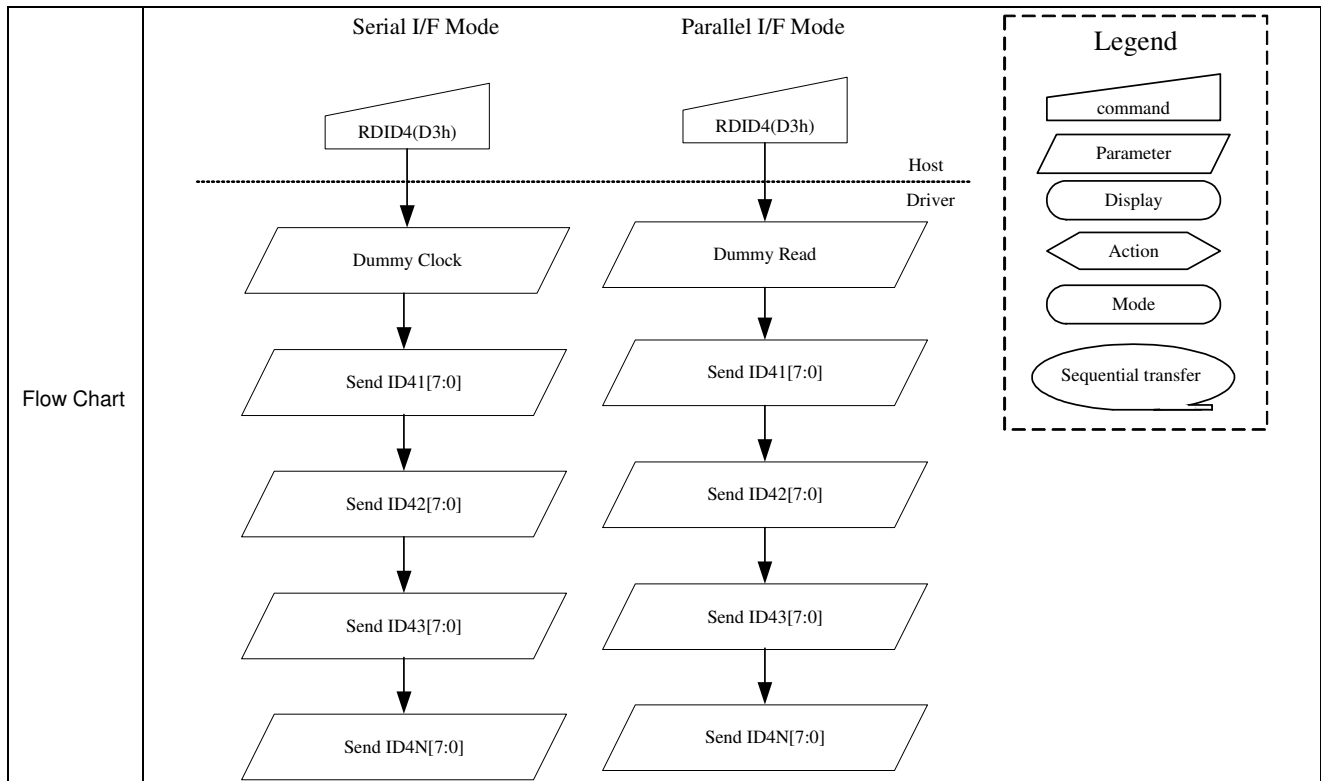 Flow Chart
Serial I/F Mode
RDID4(D3h)
Dummy Clock
Send ID41[7:0]
Send ID42[7:0]
Send ID43[7:0]
Send ID4N[7:0]
Parallel I/F Mode
RDID4(D3h)
Host
Driver
Dummy Read
Send ID41[7:0]
Send ID42[7:0]
Send ID43[7:0]
Send ID4N[7:0]
Legend
command
Parameter
Display
Action
Mode
Sequential transfer